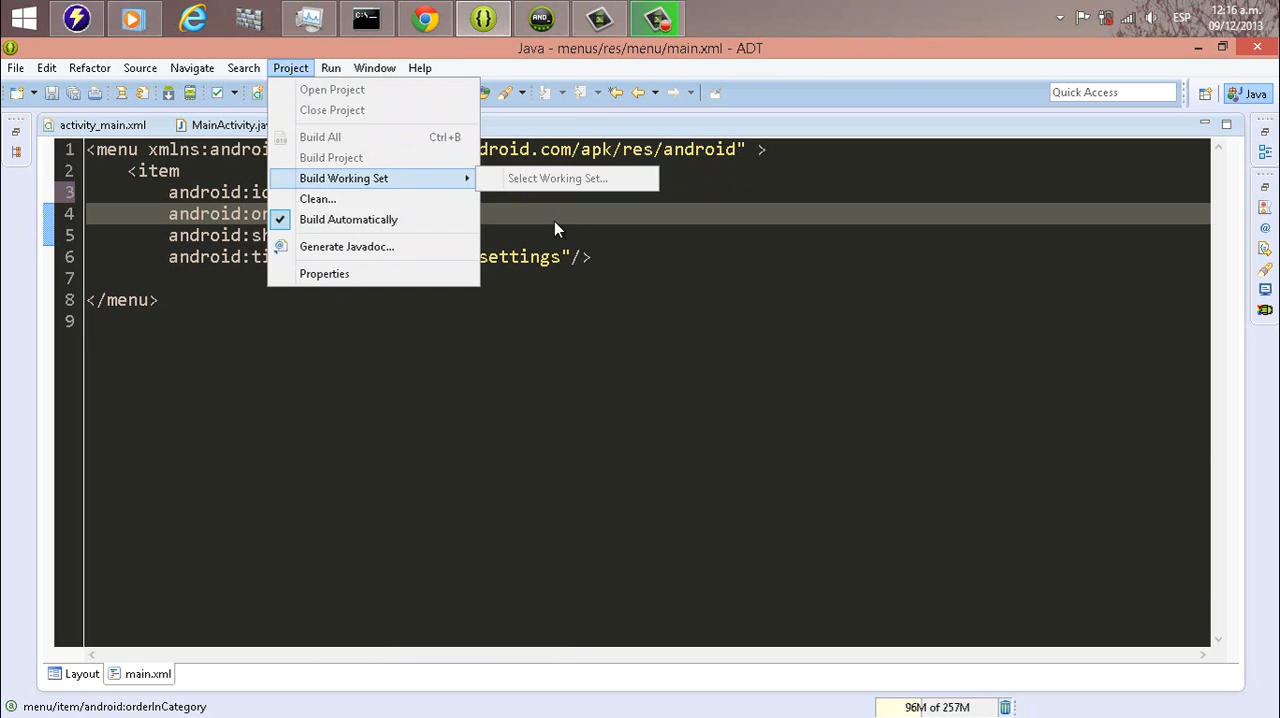 12:16 a.m.
ESP
09/12/2013
AND_
Java - menus/res/menu/main.xml - ADT
File Edit Refactor Source Navigate Search Project Run Window Help
Quick Access
Java
activity_main.xml
MainActivity.jav
Open Project
Close Project
Build All Ctrl+B
Build Project
Build Working Set
Select Working Set...
Clean...
Build Automatically
Generate Javadoc...
Properties
1 <menu xmlns:androi droid.com/apk/res/android" >
2 <item
3 android:id
4 android:or
5 android:sh
6 android:ti settings"/>
7
8 </menu>
9
Layout
main.xml
menu/item/android:orderInCategory
96M of 257M